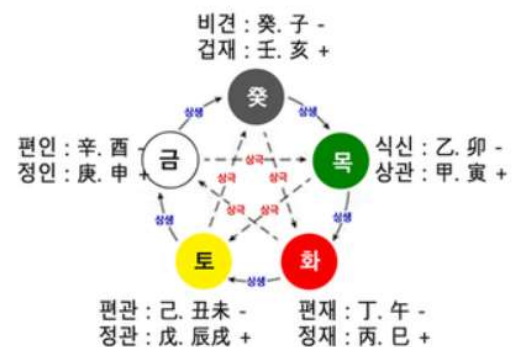 비견 : 癸. 子 -
겁재 : 壬. 亥 +
癸
상생
상생
편인 : 辛. 酉 -
정인 : 庚. 申 +
금
상극
목
식신 : 乙. 卯 -
상관 : 甲. 寅 +
상극
상극
상극
상극
상생
상생
토
화
상생
편관 : 己. 丑未 -
정관 : 戊. 辰戌 +
편재 : 丁. 午 -
정재 : 丙. 巳 +